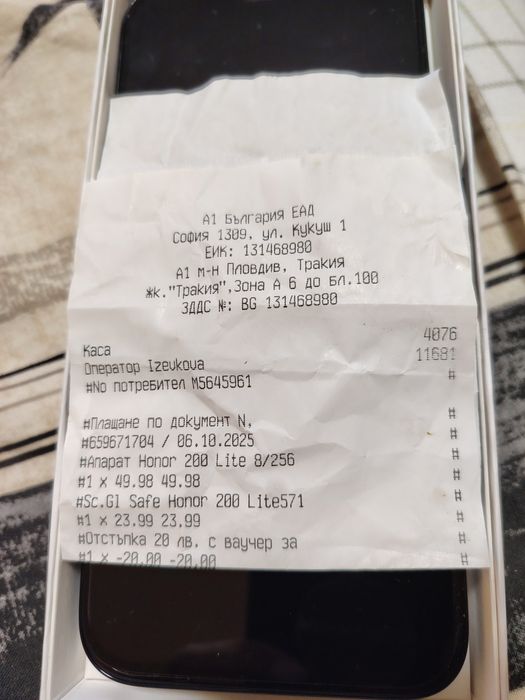 А1 България ЕАД
София 1309, ул. Кукуш 1
ЕИК: 131468980
А1 м-н Пловдив, Тракия
жк."Тракия",Зона А 6 до бл.100
ЗДДС №: BG 131468980
Каса 4076
Оператор Izevkova 11681
#No потребител M5645961 #
#Плащане по документ N. #
#659671704 / 06.10.2025 #
#Апарат Honor 200 Lite 8/256 #
#1 x 49.98 49.98 #
#Sc.Gl Safe Honor 200 Lite571 #
#1 x 23.99 23.99 #
#Отстъпка 20 лв. с ваучер за #
#1 x -20.00 -20.00 #